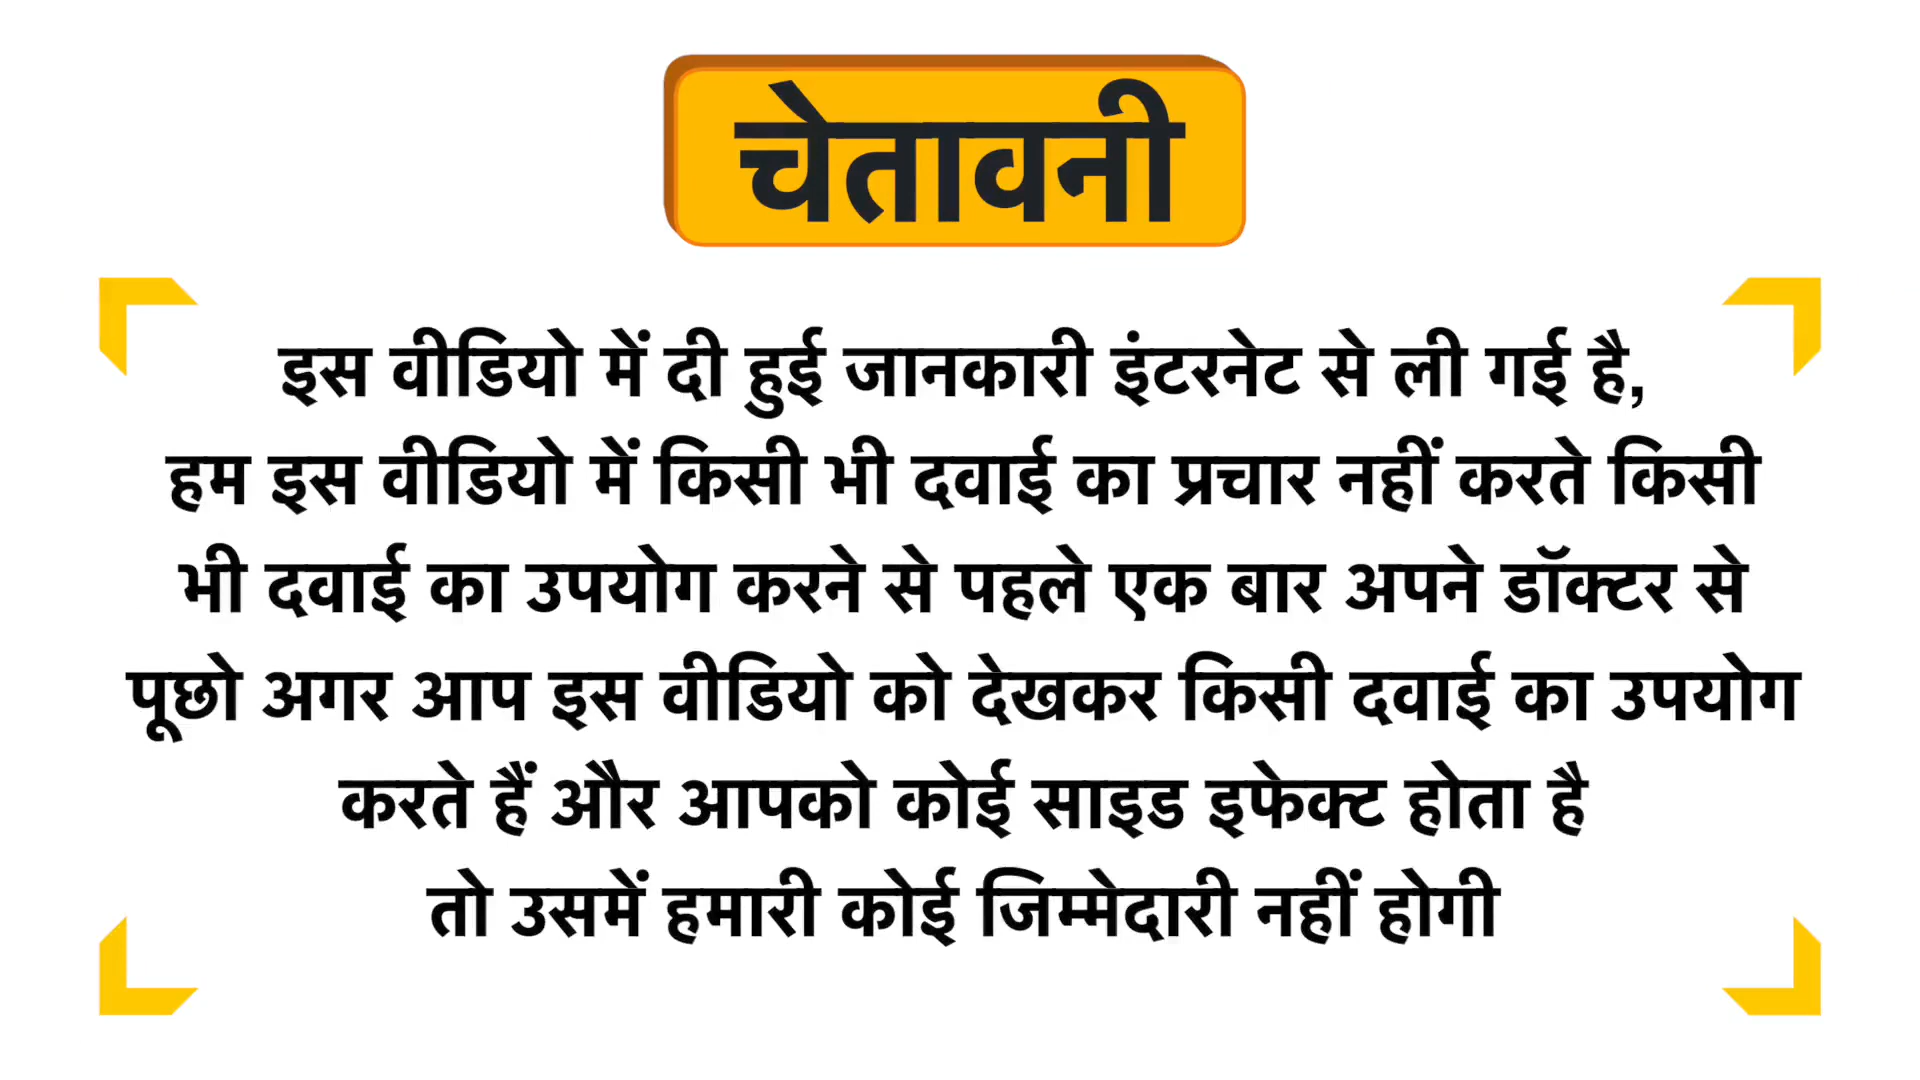 चेतावनी
इस वीडियो में दी हुई जानकारी इंटरनेट से ली गई है,
हम इस वीडियो में किसी भी दवाई का प्रचार नहीं करते किसी
भी दवाई का उपयोग करने से पहले एक बार अपने डॉक्टर से
पूछो अगर आप इस वीडियो को देखकर किसी दवाई का उपयोग
करते हैं और आपको कोई साइड इफेक्ट होता है
तो उसमें हमारी कोई जिम्मेदारी नहीं होगी